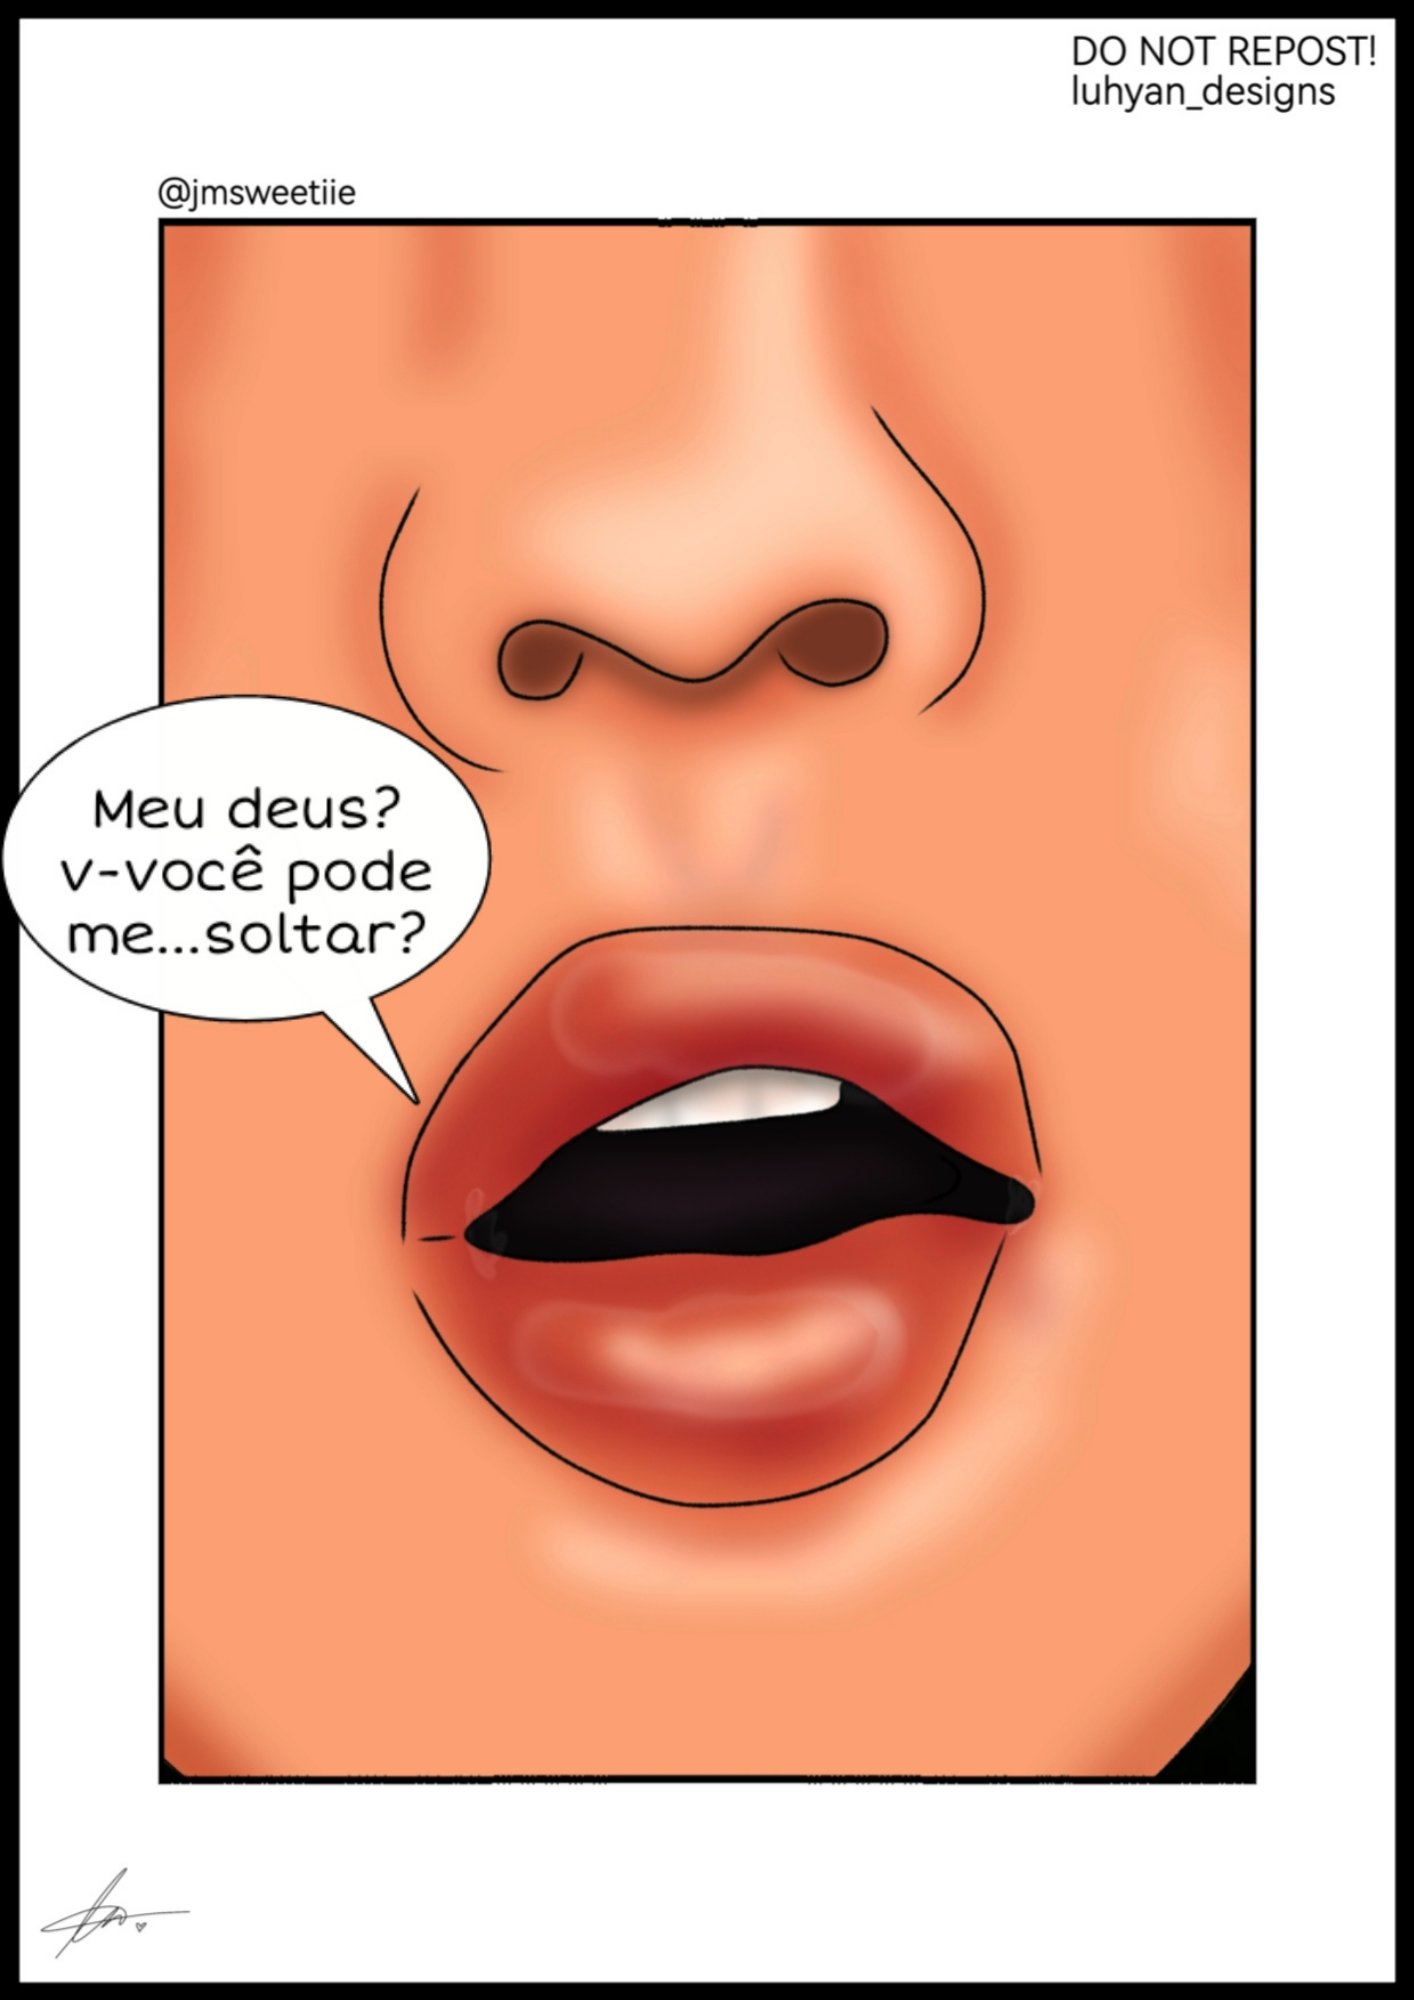 DO NOT REPOST!
luhyan_designs
@jmsweetiie
Meu deus?
v-você pode
me...soltar?